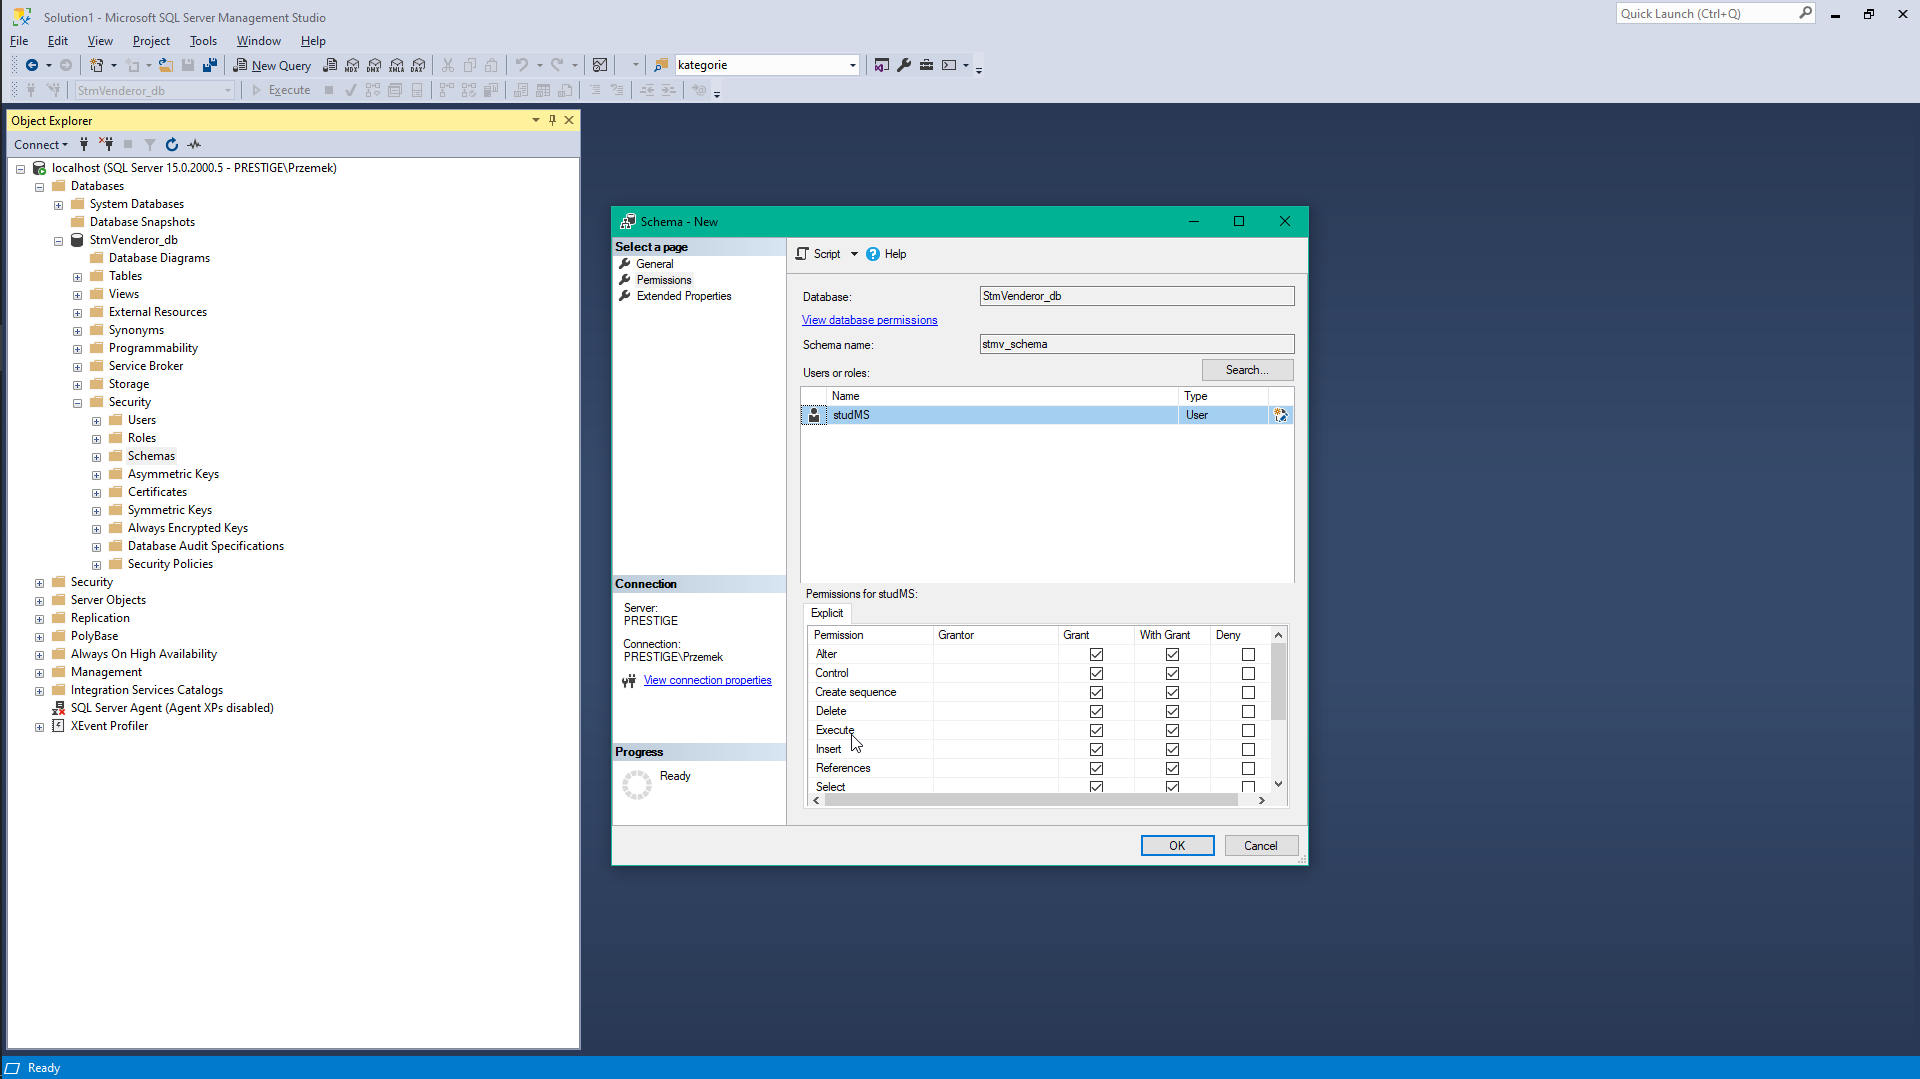 Solution1 - Microsoft SQL Server Management Studio
Quick Launch (Ctrl+Q)
File Edit View Project Tools Window Help
New Query
MDX DMX XMLA DAX
kategorie
StmVenderor_db
Execute
Object Explorer
Connect
localhost (SQL Server 15.0.2000.5 - PRESTIGE\Przemek)
Databases
System Databases
Database Snapshots
StmVenderor_db
Database Diagrams
Tables
Views
External Resources
Synonyms
Programmability
Service Broker
Storage
Security
Users
Roles
Schemas
Asymmetric Keys
Certificates
Symmetric Keys
Always Encrypted Keys
Database Audit Specifications
Security Policies
Security
Server Objects
Replication
PolyBase
Always On High Availability
Management
Integration Services Catalogs
SQL Server Agent (Agent XPs disabled)
XEvent Profiler
Schema - New
Select a page
General
Permissions
Extended Properties
Connection
Server:
PRESTIGE
Connection:
PRESTIGE\Przemek
View connection properties
Progress
Ready
Script Help
Database: StmVenderor_db
View database permissions
Schema name: stmv_schema
Users or roles: Search...
Name Type
studMS User
Permissions for studMS:
Explicit
Permission Grantor Grant With Grant Deny
Alter
Control
Create sequence
Delete
Execute
Insert
References
Select
OK Cancel
Ready